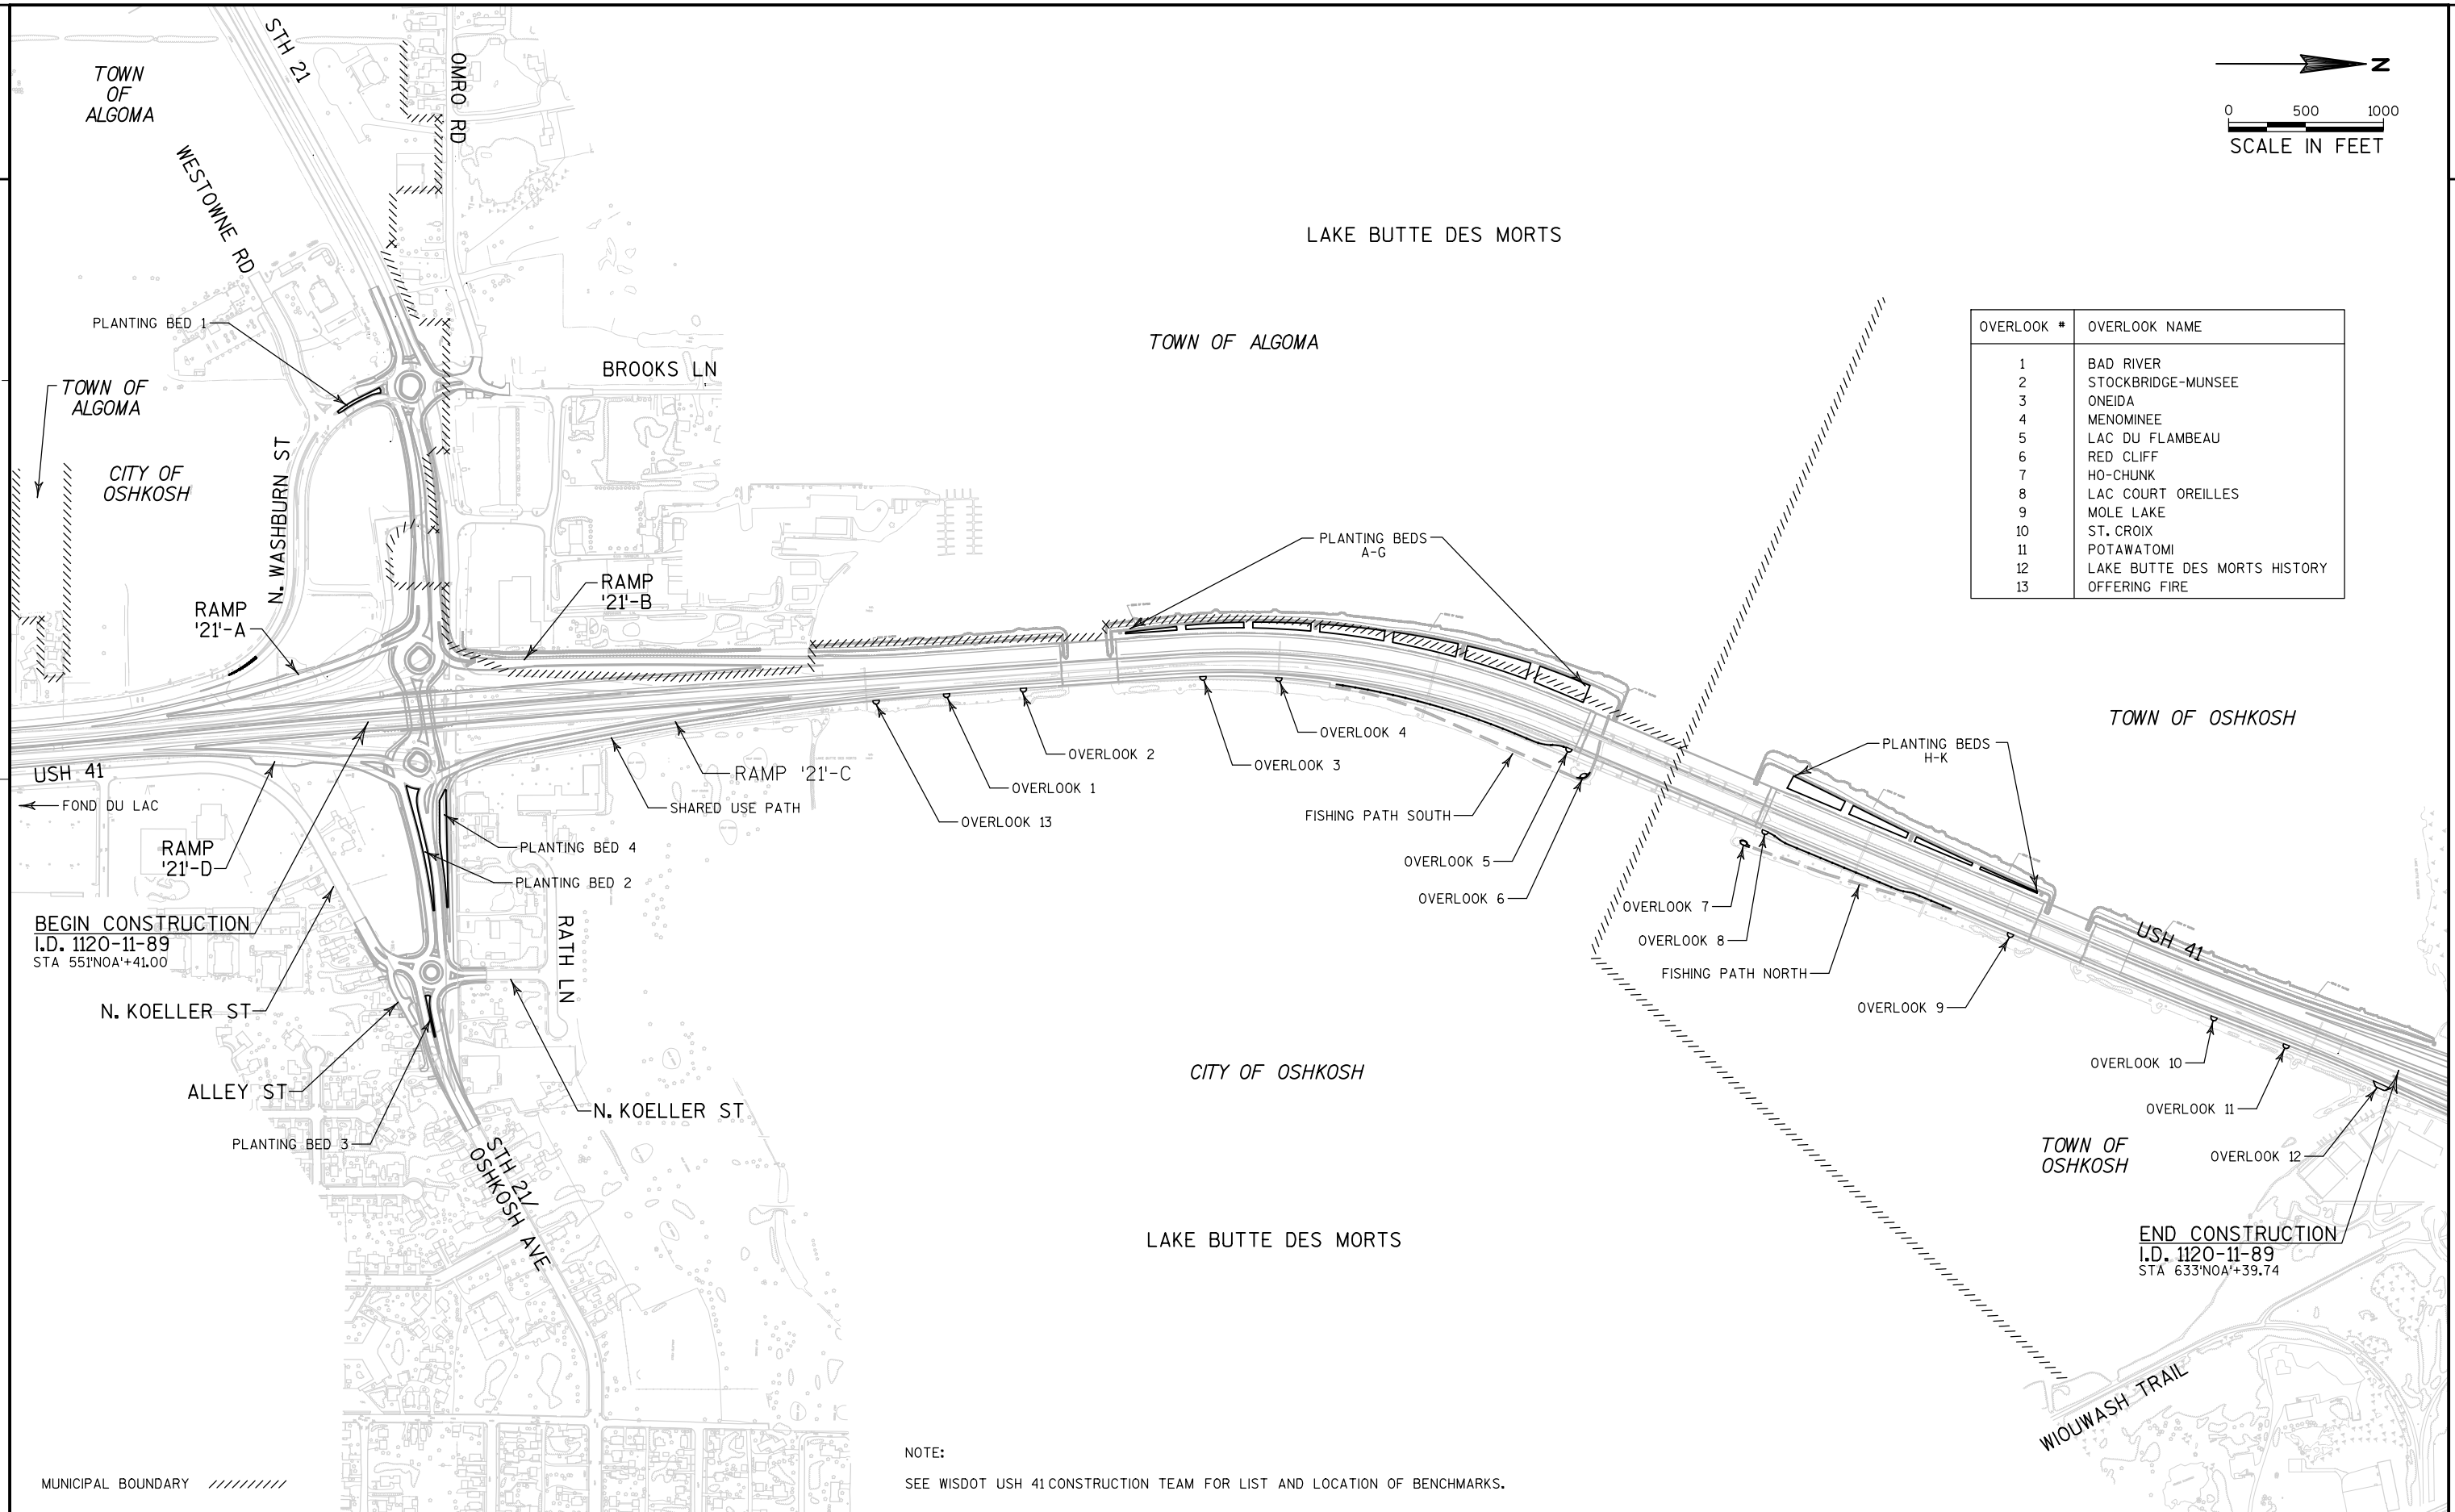 STH 21
OMRO RD
TOWN
OF
ALGOMA
WESTOWNE RD
N
0 500 1000
SCALE IN FEET
LAKE BUTTE DES MORTS
PLANTING BED 1
TOWN OF ALGOMA
BROOKS LN
TOWN OF
ALGOMA
OVERLOOK # OVERLOOK NAME
1 BAD RIVER
2 STOCKBRIDGE-MUNSEE
3 ONEIDA
4 MENOMINEE
5 LAC DU FLAMBEAU
6 RED CLIFF
7 HO-CHUNK
8 LAC COURT OREILLES
9 MOLE LAKE
10 ST. CROIX
11 POTAWATOMI
12 LAKE BUTTE DES MORTS HISTORY
13 OFFERING FIRE
CITY OF
OSHKOSH
N. WASHBURN ST
PLANTING BEDS
A-G
RAMP
'21'-A
RAMP
'21'-B
TOWN OF OSHKOSH
USH 41
FOND DU LAC
RAMP '21'-C
SHARED USE PATH
OVERLOOK 13
OVERLOOK 1
OVERLOOK 2
OVERLOOK 3
OVERLOOK 4
PLANTING BEDS
H-K
FISHING PATH SOUTH
OVERLOOK 5
OVERLOOK 6
RAMP
'21'-D
PLANTING BED 4
PLANTING BED 2
BEGIN CONSTRUCTION
I.D. 1120-11-89
STA 551'NOA'+41.00
RATH LN
OVERLOOK 7
OVERLOOK 8
FISHING PATH NORTH
OVERLOOK 9
USH 41
N. KOELLER ST
ALLEY ST
N. KOELLER ST
PLANTING BED 3
CITY OF OSHKOSH
OVERLOOK 10
OVERLOOK 11
OVERLOOK 12
TOWN OF
OSHKOSH
STH 21/
OSHKOSH AVE
LAKE BUTTE DES MORTS
END CONSTRUCTION
I.D. 1120-11-89
STA 633'NOA'+39.74
WIOUWASH TRAIL
NOTE:
SEE WISDOT USH 41 CONSTRUCTION TEAM FOR LIST AND LOCATION OF BENCHMARKS.
MUNICIPAL BOUNDARY